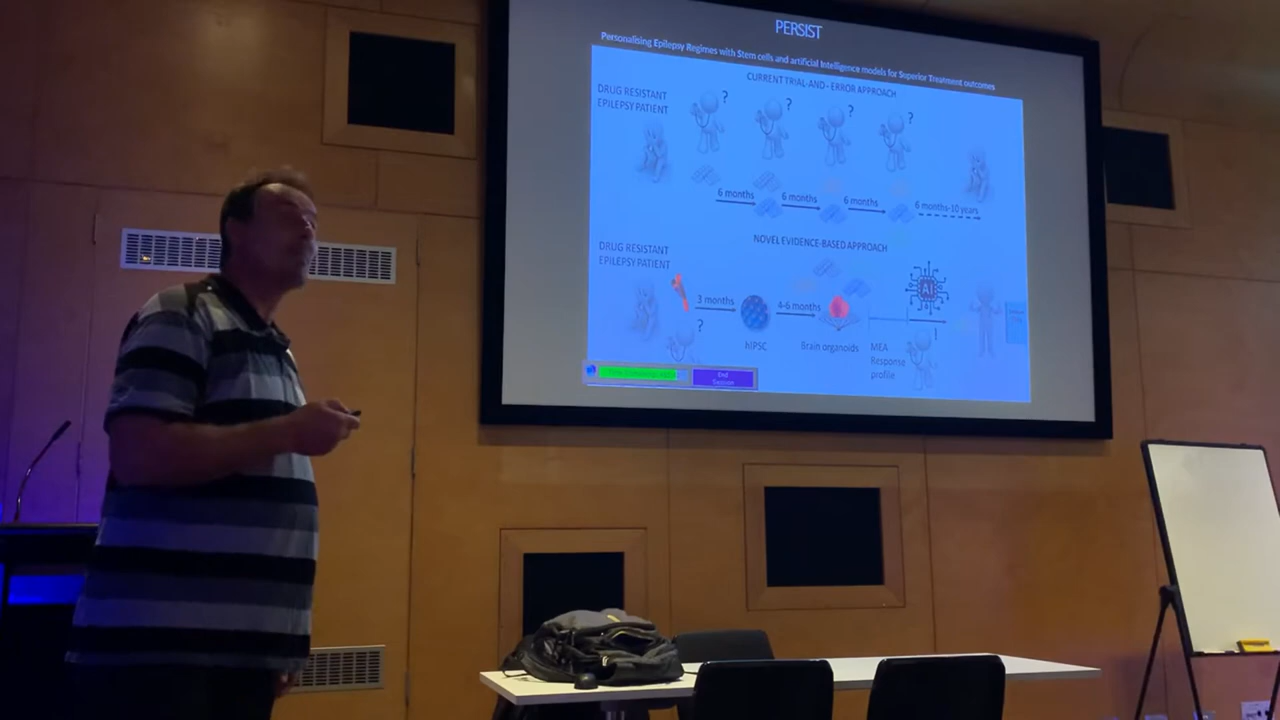 PERSIST
Personalising Epilepsy Regimes with Stem cells and artificial Intelligence models for Superior Treatment outcomes
CURRENT TRIAL-AND - ERROR APPROACH
DRUG RESISTANT
EPILEPSY PATIENT
? ? ? ?
6 months 6 months 6 months 6 months-10 years
NOVEL EVIDENCE-BASED APPROACH
DRUG RESISTANT
EPILEPSY PATIENT
AI
3 months 4-6 months
?
!
hIPSC Brain organoids MEA
Response
profile
End
Session